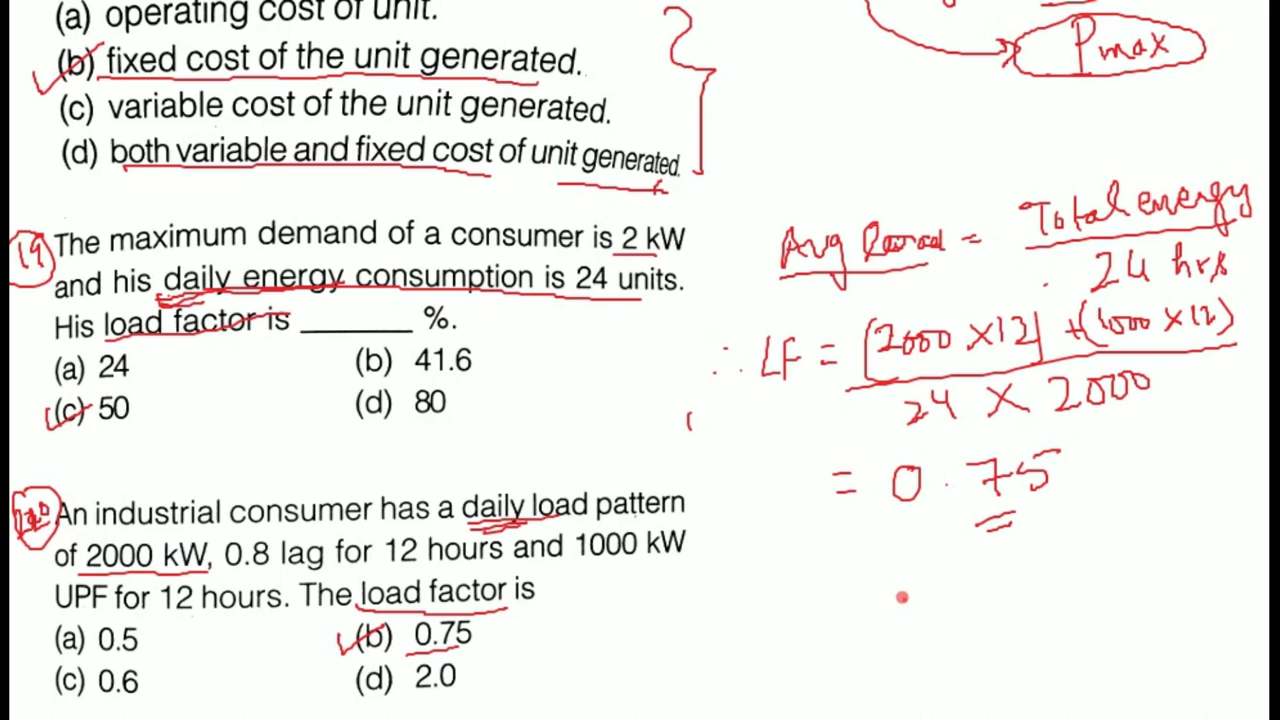 (a) operating cost of unit.
(b) fixed cost of the unit generated.
(c) variable cost of the unit generated.
(d) both variable and fixed cost of unit generated.
Pmax
19 The maximum demand of a consumer is 2 kW
and his daily energy consumption is 24 units.
His load factor is ______ %.
(a) 24 (b) 41.6
(c) 50 (d) 80
An industrial consumer has a daily load pattern
of 2000 kW, 0.8 lag for 12 hours and 1000 kW
UPF for 12 hours. The load factor is
(a) 0.5 (b) 0.75
(c) 0.6 (d) 2.0
Avg = Total energy
24 hrs
∴ LF = (2000 × 12) + (1000 × 12)
24 × 2000
= 0.75